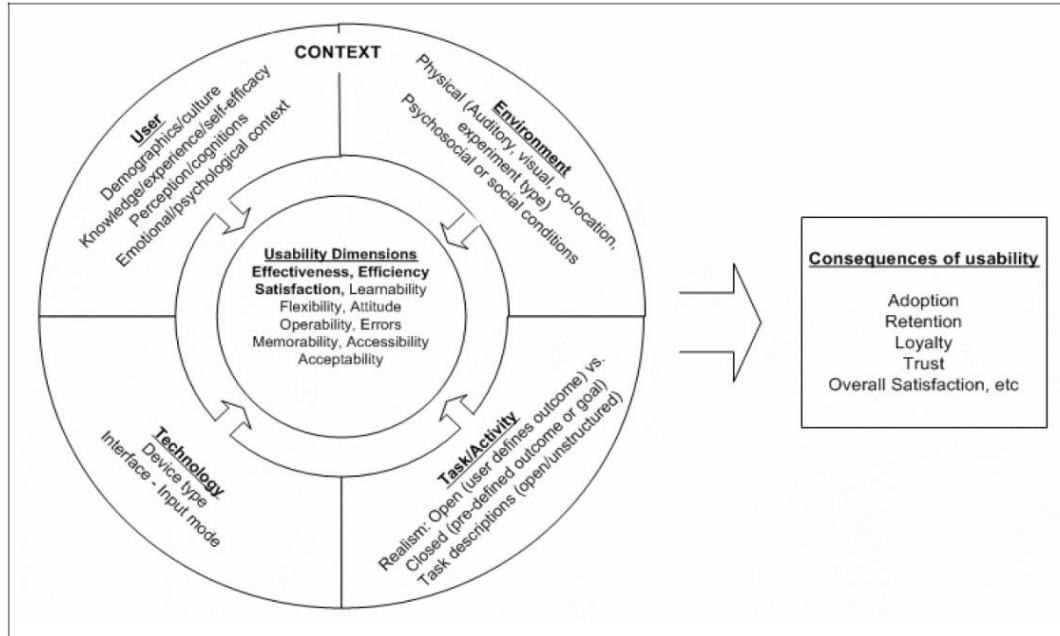 CONTEXT
User
Demographics/culture
Knowledge/experience/self-efficacy
Perception/cognitions
Emotional/psychological context
Environment
Physical (Auditory, visual, co-location,
experiment type)
Psychosocial or social conditions
Usability Dimensions
Effectiveness, Efficiency
Satisfaction, Learnability
Flexibility, Attitude
Operability, Errors
Memorability, Accessibility
Acceptability
Technology
Device type
Interface - Input mode
Task/Activity
Realism: Open (user defines outcome) vs.
Closed (pre-defined outcome or goal)
Task descriptions (open/unstructured)
Consequences of usability
Adoption
Retention
Loyalty
Trust
Overall Satisfaction, etc